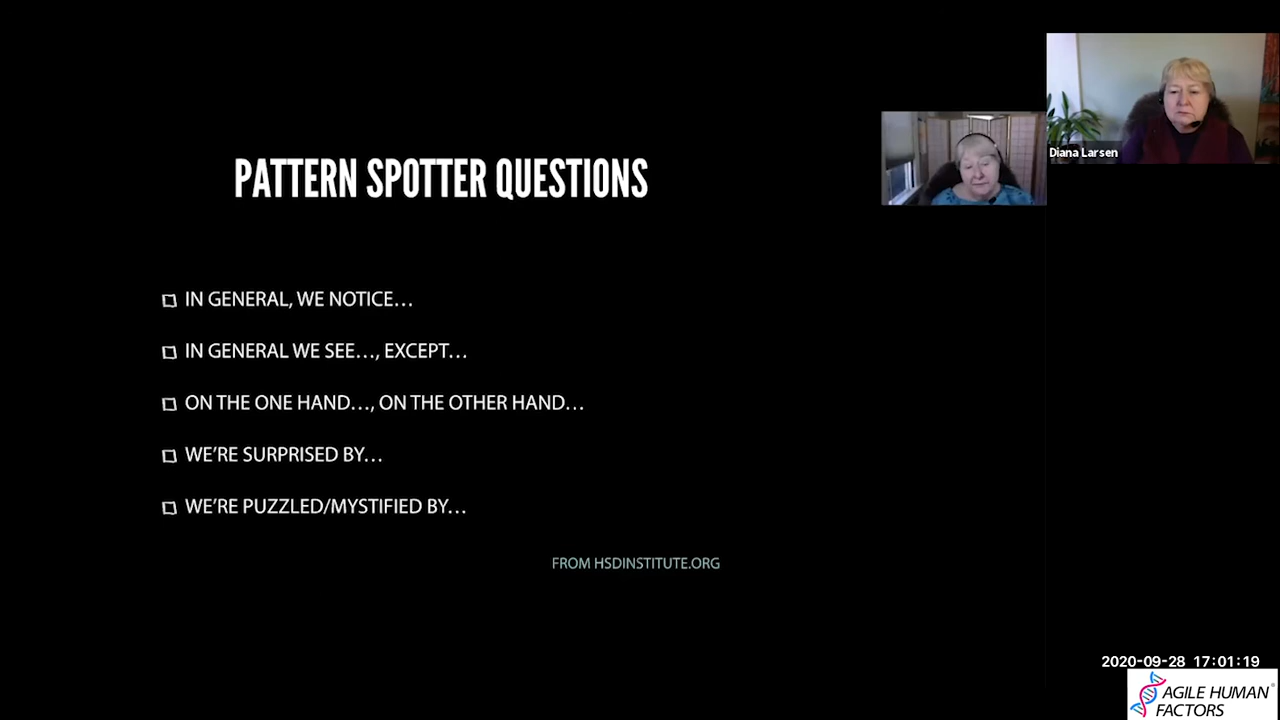 PATTERN SPOTTER QUESTIONS
IN GENERAL, WE NOTICE…
IN GENERAL WE SEE…, EXCEPT…
ON THE ONE HAND…, ON THE OTHER HAND…
WE’RE SURPRISED BY…
WE’RE PUZZLED/MYSTIFIED BY…
FROM HSDINSTITUTE.ORG
Diana Larsen
2020-09-28 17:01:19
AGILE HUMAN®
FACTORS